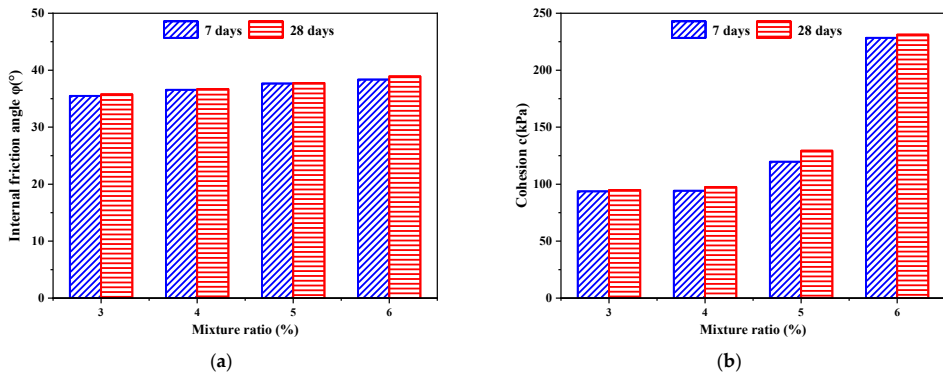 7 days 28 days
Internal friction angle φ(°)
50
40
30
20
10
0
3 4 5 6
Mixture ratio (%)
(a)
7 days 28 days
Cohesion c(kPa)
250
200
150
100
50
0
3 4 5 6
Mixture ratio (%)
(b)